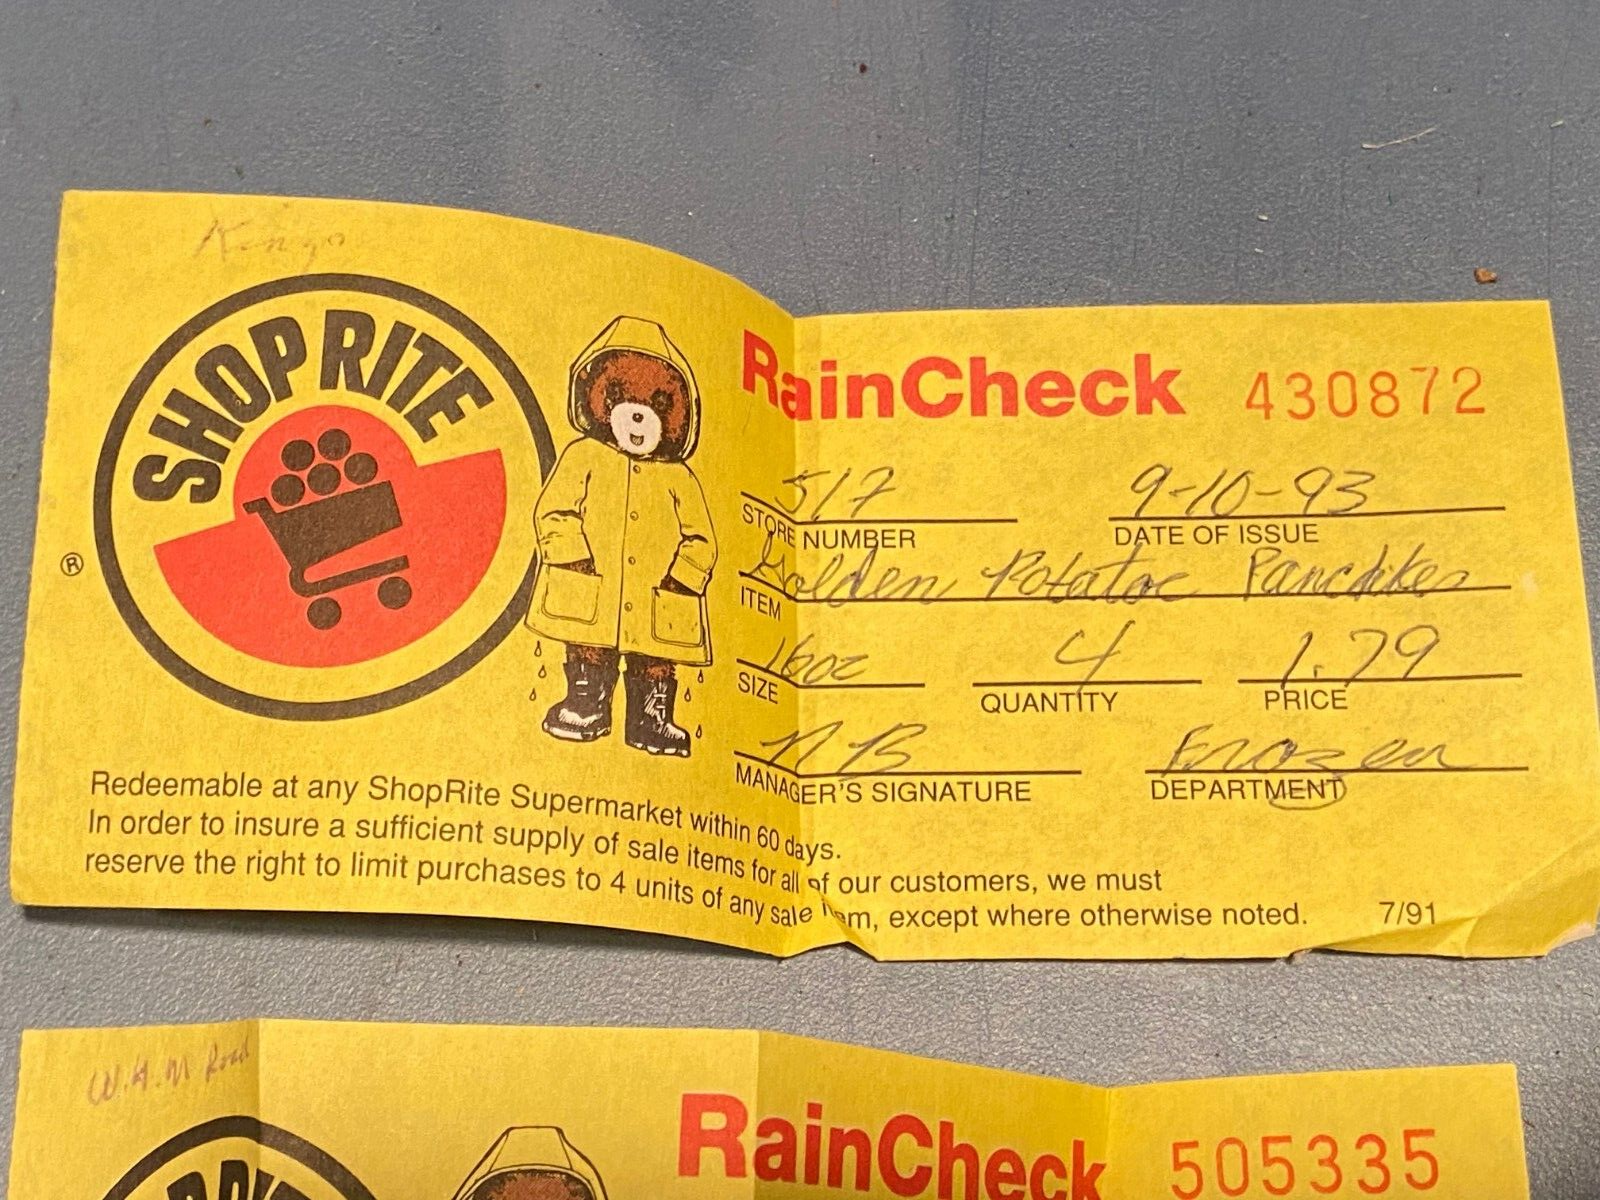 SHOPRITE
®
RainCheck 430872
517 9-10-93
STORE NUMBER DATE OF ISSUE
Golden Potatoe Pancakes
ITEM
16oz 4 1.79
SIZE QUANTITY PRICE
NB Frozen
MANAGER'S SIGNATURE DEPARTMENT
Redeemable at any ShopRite Supermarket within 60 days.
In order to insure a sufficient supply of sale items for all of our customers, we must
reserve the right to limit purchases to 4 units of any sale item, except where otherwise noted. 7/91
RainCheck 505335